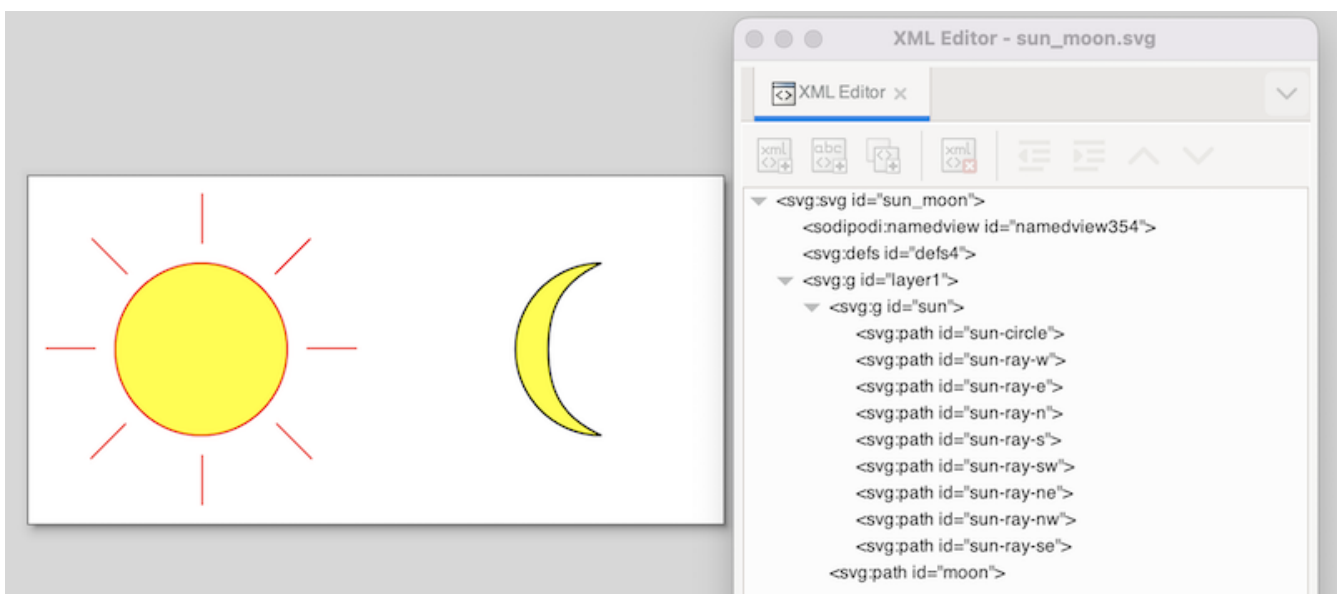 XML Editor - sun_moon.svg
XML Editor
xml
abc
xml
<svg:svg id="sun_moon">
<sodipodi:namedview id="namedview354">
<svg:defs id="defs4">
<svg:g id="layer1">
<svg:g id="sun">
<svg:path id="sun-circle">
<svg:path id="sun-ray-w">
<svg:path id="sun-ray-e">
<svg:path id="sun-ray-n">
<svg:path id="sun-ray-s">
<svg:path id="sun-ray-sw">
<svg:path id="sun-ray-ne">
<svg:path id="sun-ray-nw">
<svg:path id="sun-ray-se">
<svg:path id="moon">